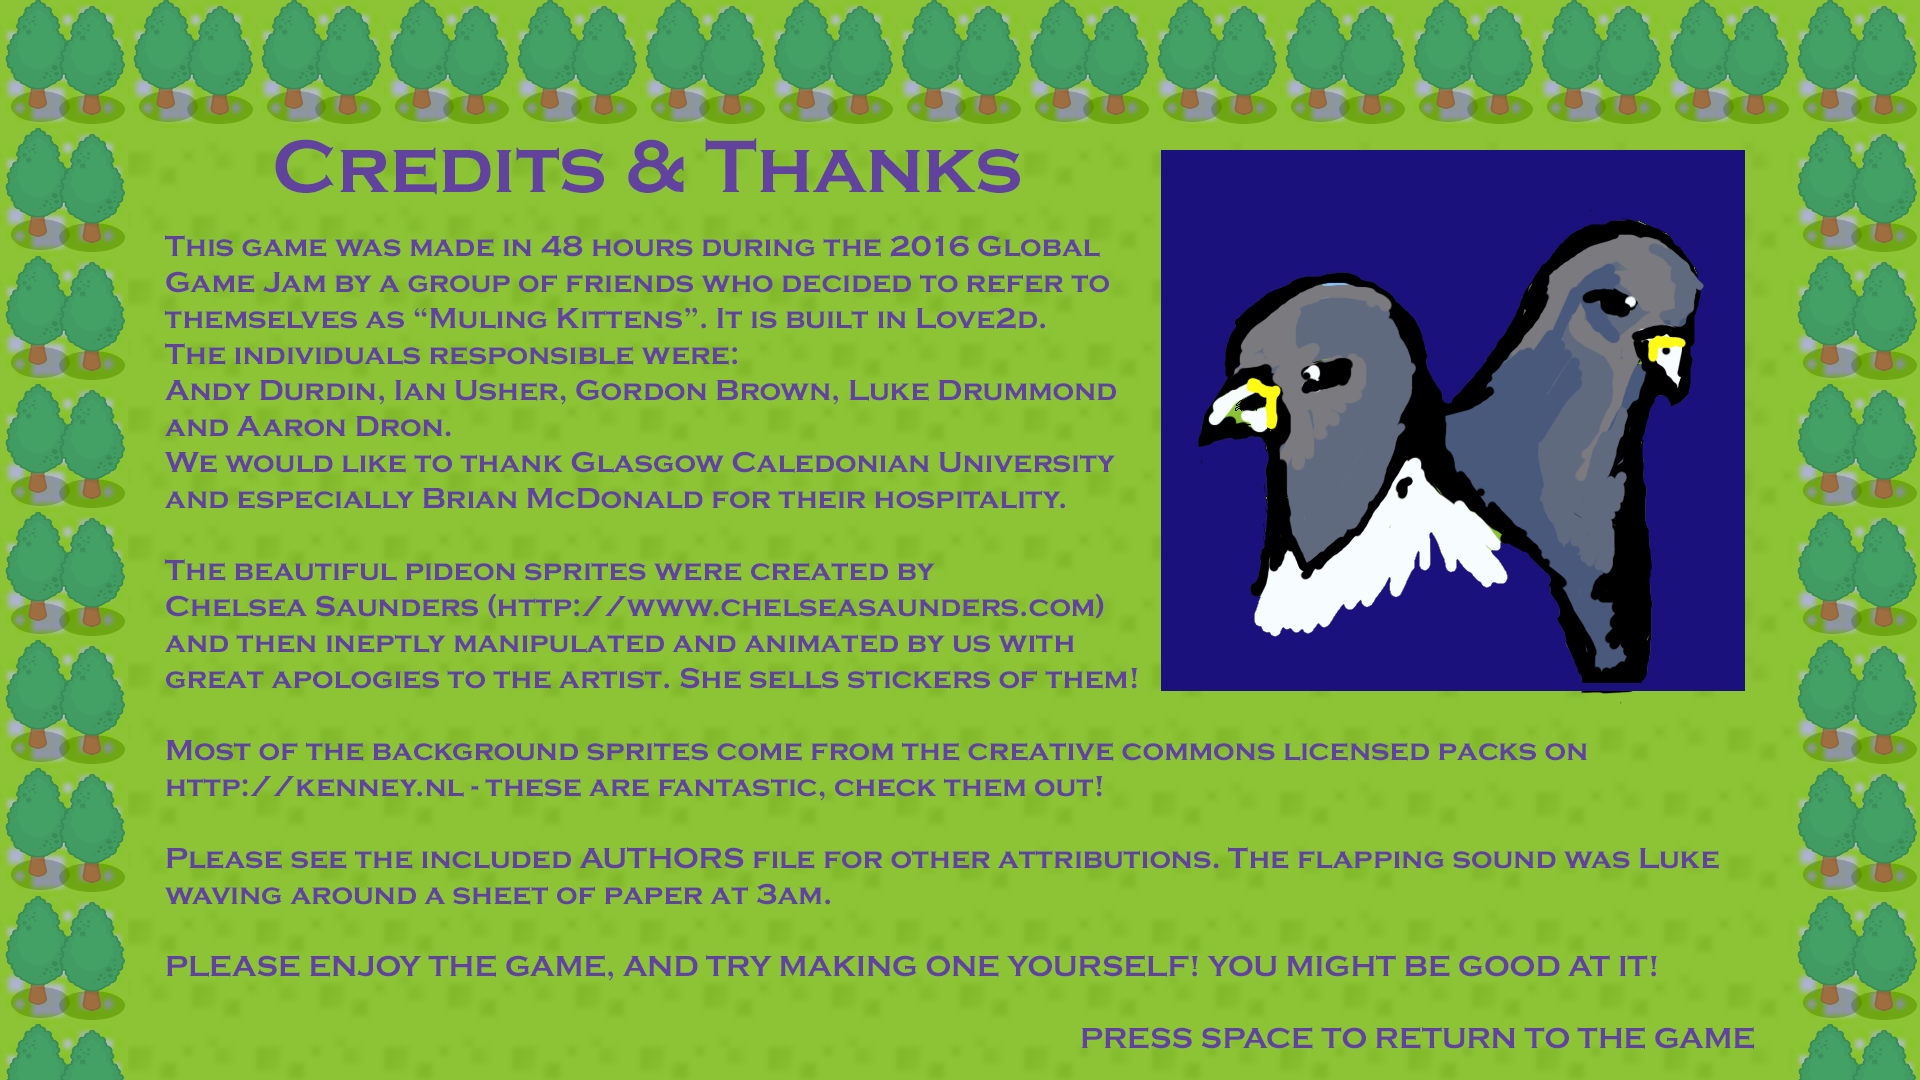 Credits & Thanks
This game was made in 48 hours during the 2016 Global
Game Jam by a group of friends who decided to refer to
themselves as “Muling Kittens”. It is built in Love2d.
The individuals responsible were:
Andy Durdin, Ian Usher, Gordon Brown, Luke Drummond
and Aaron Dron.
We would like to thank Glasgow Caledonian University
and especially Brian McDonald for their hospitality.
The beautiful pideon sprites were created by
Chelsea Saunders (http://www.chelseasaunders.com)
and then ineptly manipulated and animated by us with
great apologies to the artist. She sells stickers of them!
Most of the background sprites come from the creative commons licensed packs on
http://kenney.nl - these are fantastic, check them out!
Please see the included AUTHORS file for other attributions. The flapping sound was Luke
waving around a sheet of paper at 3am.
PLEASE ENJOY THE GAME, AND TRY MAKING ONE YOURSELF! YOU MIGHT BE GOOD AT IT!
PRESS SPACE TO RETURN TO THE GAME